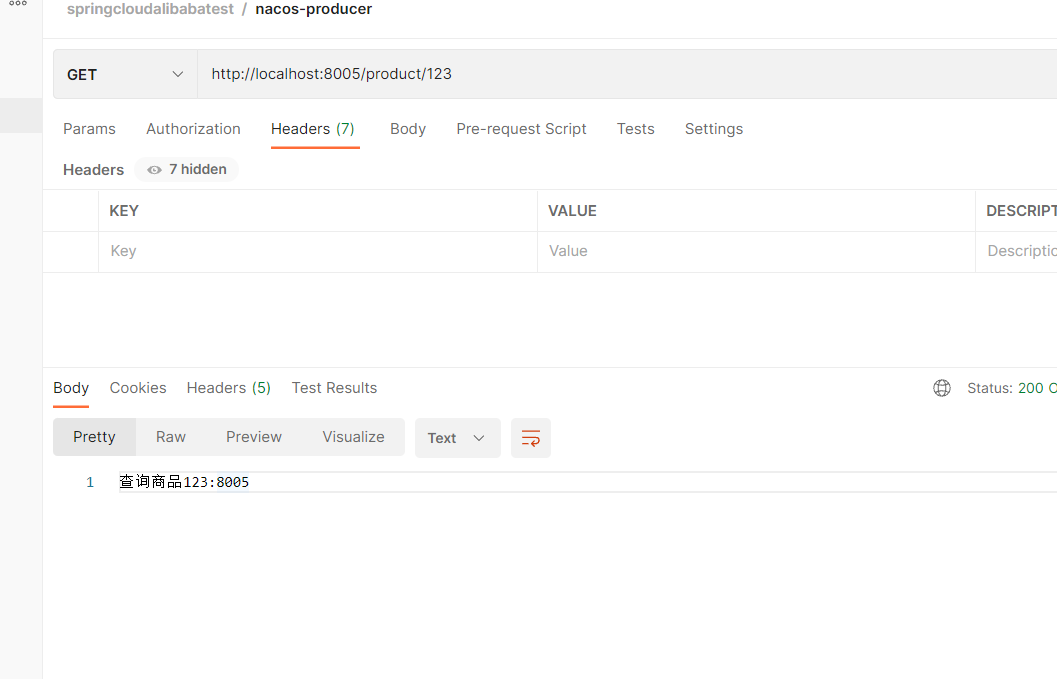 springcloudalibabatest / nacos-producer
GET http://localhost:8005/product/123
Params Authorization Headers (7) Body Pre-request Script Tests Settings
Headers 7 hidden
KEY VALUE DESCRIPT
Key Value Descriptio
Body Cookies Headers (5) Test Results Status: 200 O
Pretty Raw Preview Visualize Text
1 查询商品123:8005